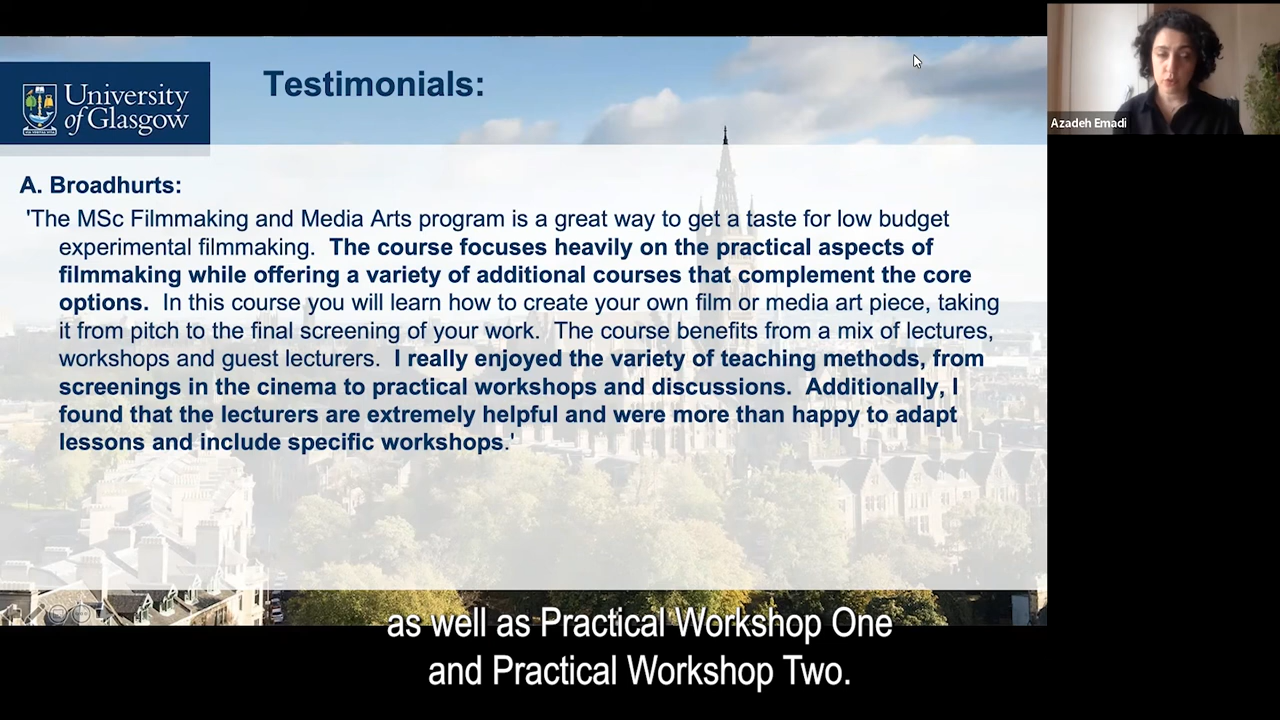 University
of Glasgow
Testimonials:
Azadeh Emadi
A. Broadhurts:
'The MSc Filmmaking and Media Arts program is a great way to get a taste for low budget
experimental filmmaking. The course focuses heavily on the practical aspects of
filmmaking while offering a variety of additional courses that complement the core
options. In this course you will learn how to create your own film or media art piece, taking
it from pitch to the final screening of your work. The course benefits from a mix of lectures,
workshops and guest lecturers. I really enjoyed the variety of teaching methods, from
screenings in the cinema to practical workshops and discussions. Additionally, I
found that the lecturers are extremely helpful and were more than happy to adapt
lessons and include specific workshops.'
as well as Practical Workshop One
and Practical Workshop Two.